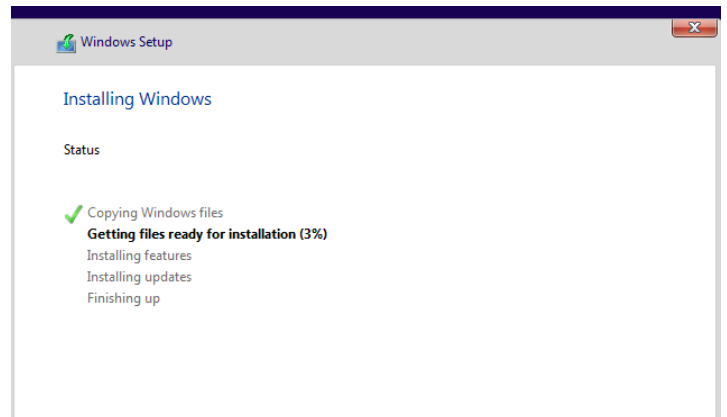 Windows Setup
Installing Windows
Status
Copying Windows files
Getting files ready for installation (3%)
Installing features
Installing updates
Finishing up